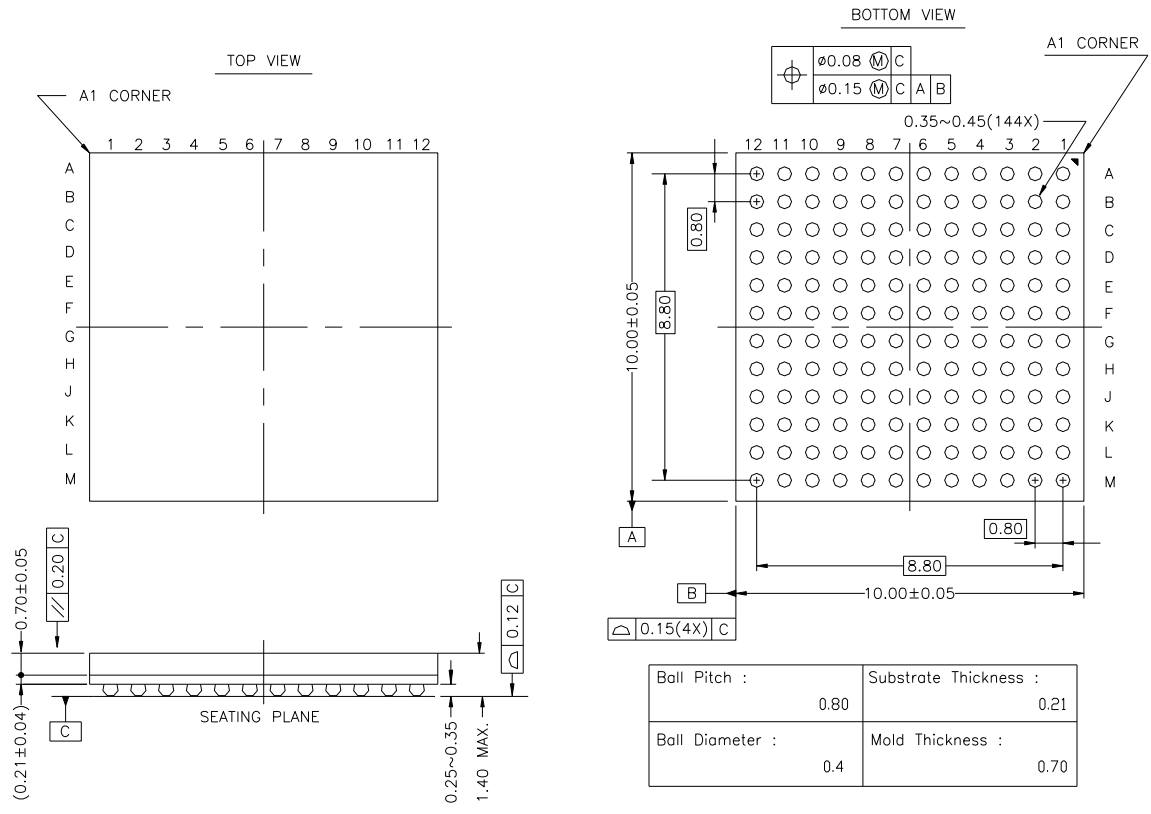 BOTTOM VIEW
TOP VIEW
A1 CORNER
A1 CORNER
ø0.08 Ⓜ C
ø0.15 Ⓜ C A B
0.35~0.45(144X)
1 2 3 4 5 6 7 8 9 10 11 12
12 11 10 9 8 7 6 5 4 3 2 1
A
B
C
D
E
F
G
H
J
K
L
M
A
B
C
D
E
F
G
H
J
K
L
M
0.80
8.80
10.00±0.05
A
0.80
8.80
B
10.00±0.05
0.15(4X) C
0.70±0.05
// 0.20 C
0.12 C
(0.21±0.04)
C
SEATING PLANE
0.25~0.35
1.40 MAX.
Ball Pitch :
0.80
Substrate Thickness :
0.21
Ball Diameter :
0.4
Mold Thickness :
0.70